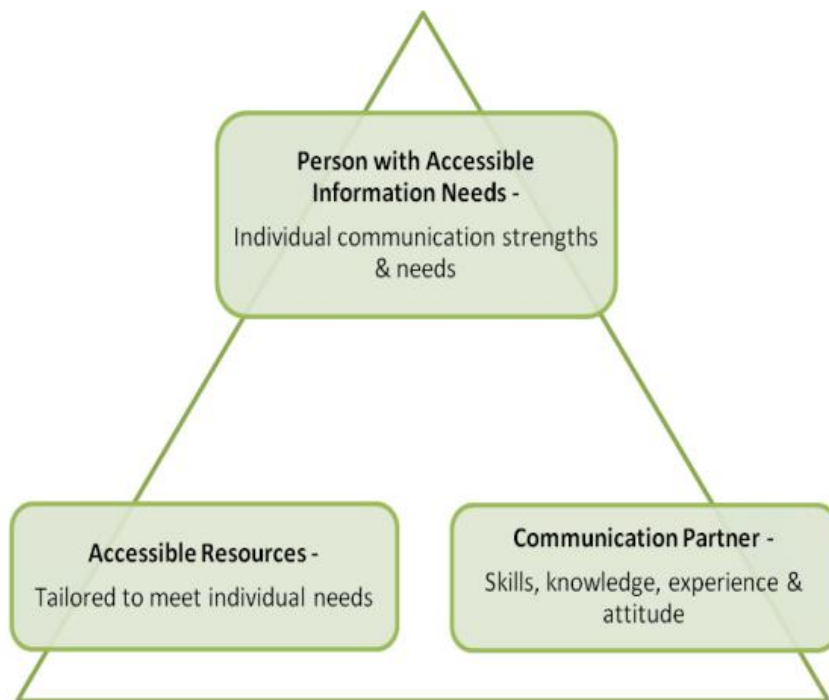 Person with Accessible
Information Needs -
Individual communication strengths
& needs
Accessible Resources -
Tailored to meet individual needs
Communication Partner -
Skills, knowledge, experience &
attitude